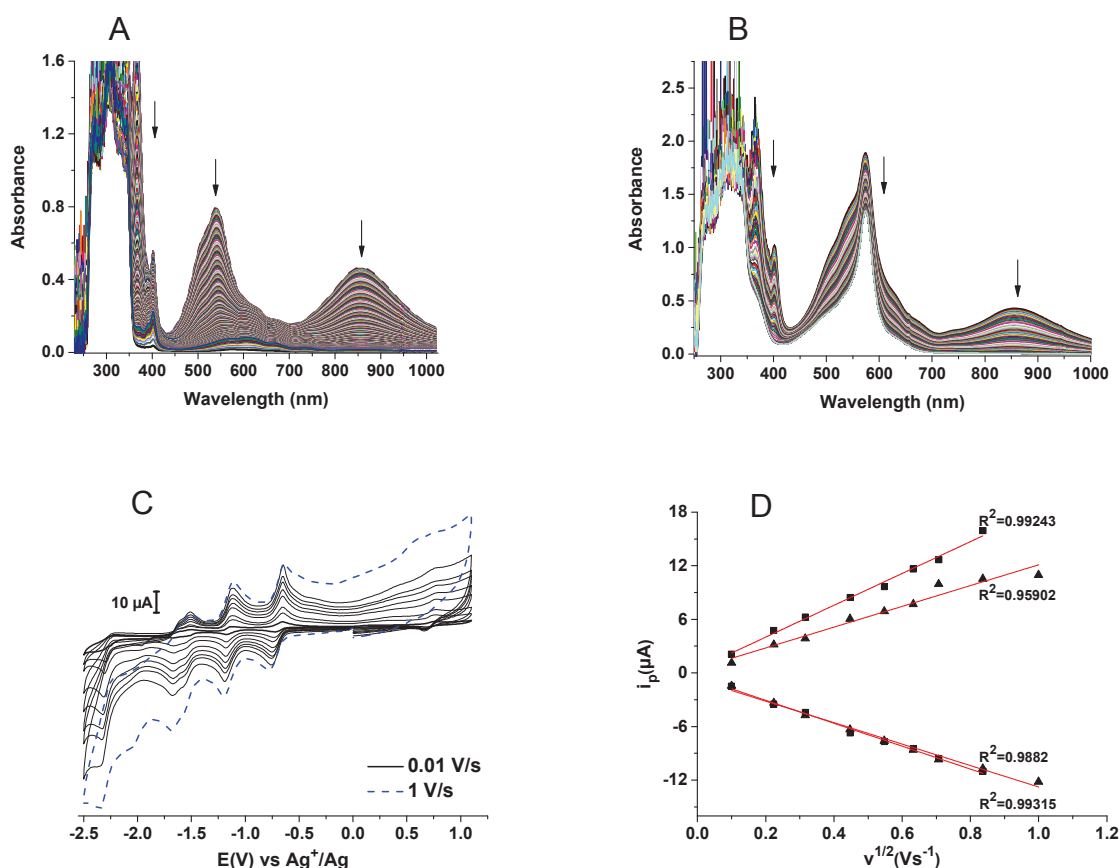 A
Absorbance
1.6
1.2
0.8
0.4
0.0
300 400 500 600 700 800 900 1000
Wavelength (nm)
B
Absorbance
2.5
2.0
1.5
1.0
0.5
0.0
300 400 500 600 700 800 900 1000
Wavelength (nm)
C
10 µA
0.01 V/s
1 V/s
-2.5 -2.0 -1.5 -1.0 -0.5 0.0 0.5 1.0
E(V) vs Ag+/Ag
D
ip(µA)
18
12
6
0
-6
-12
R2=0.99243
R2=0.95902
R2=0.9882
R2=0.99315
0.0 0.2 0.4 0.6 0.8 1.0 1.2
v1/2(Vs-1)